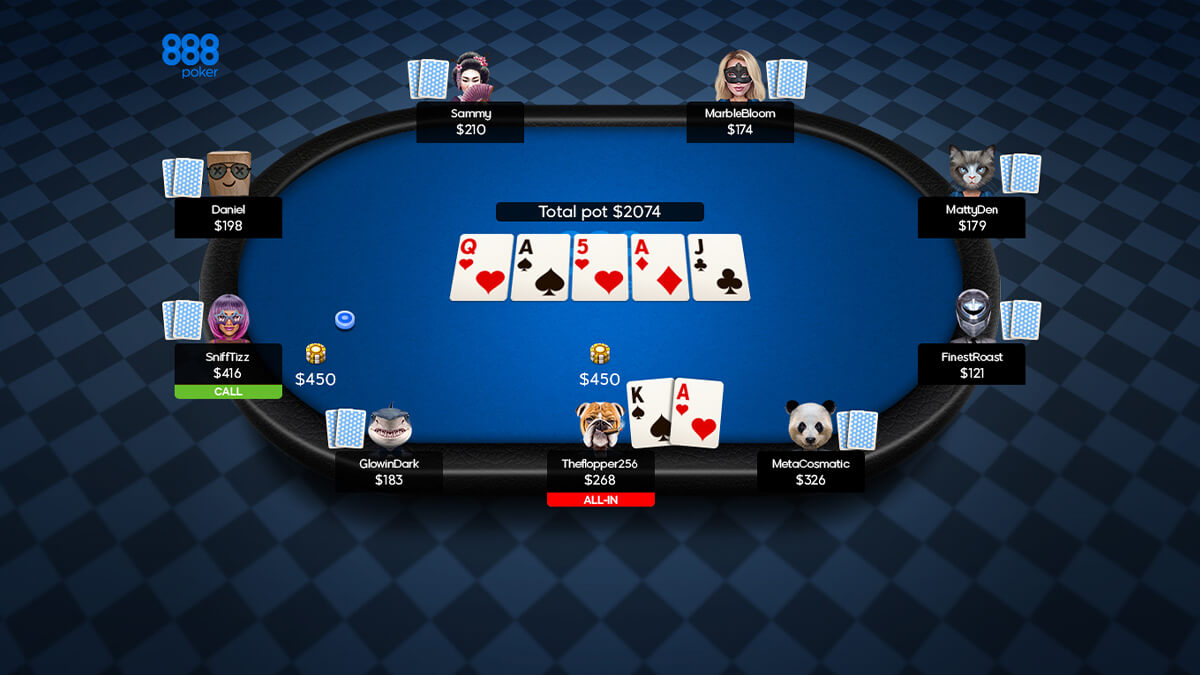 888
poker
Sammy
$210
MarbleBloom
$174
Daniel
$198
MattyDen
$179
Total pot $2074
Q
A
5
A
J
SniffTizz
$416
CALL
$450
$450
FinestRoast
$121
K
A
GlowinDark
$183
Theflopper256
$268
ALL-IN
MetaCosmatic
$326